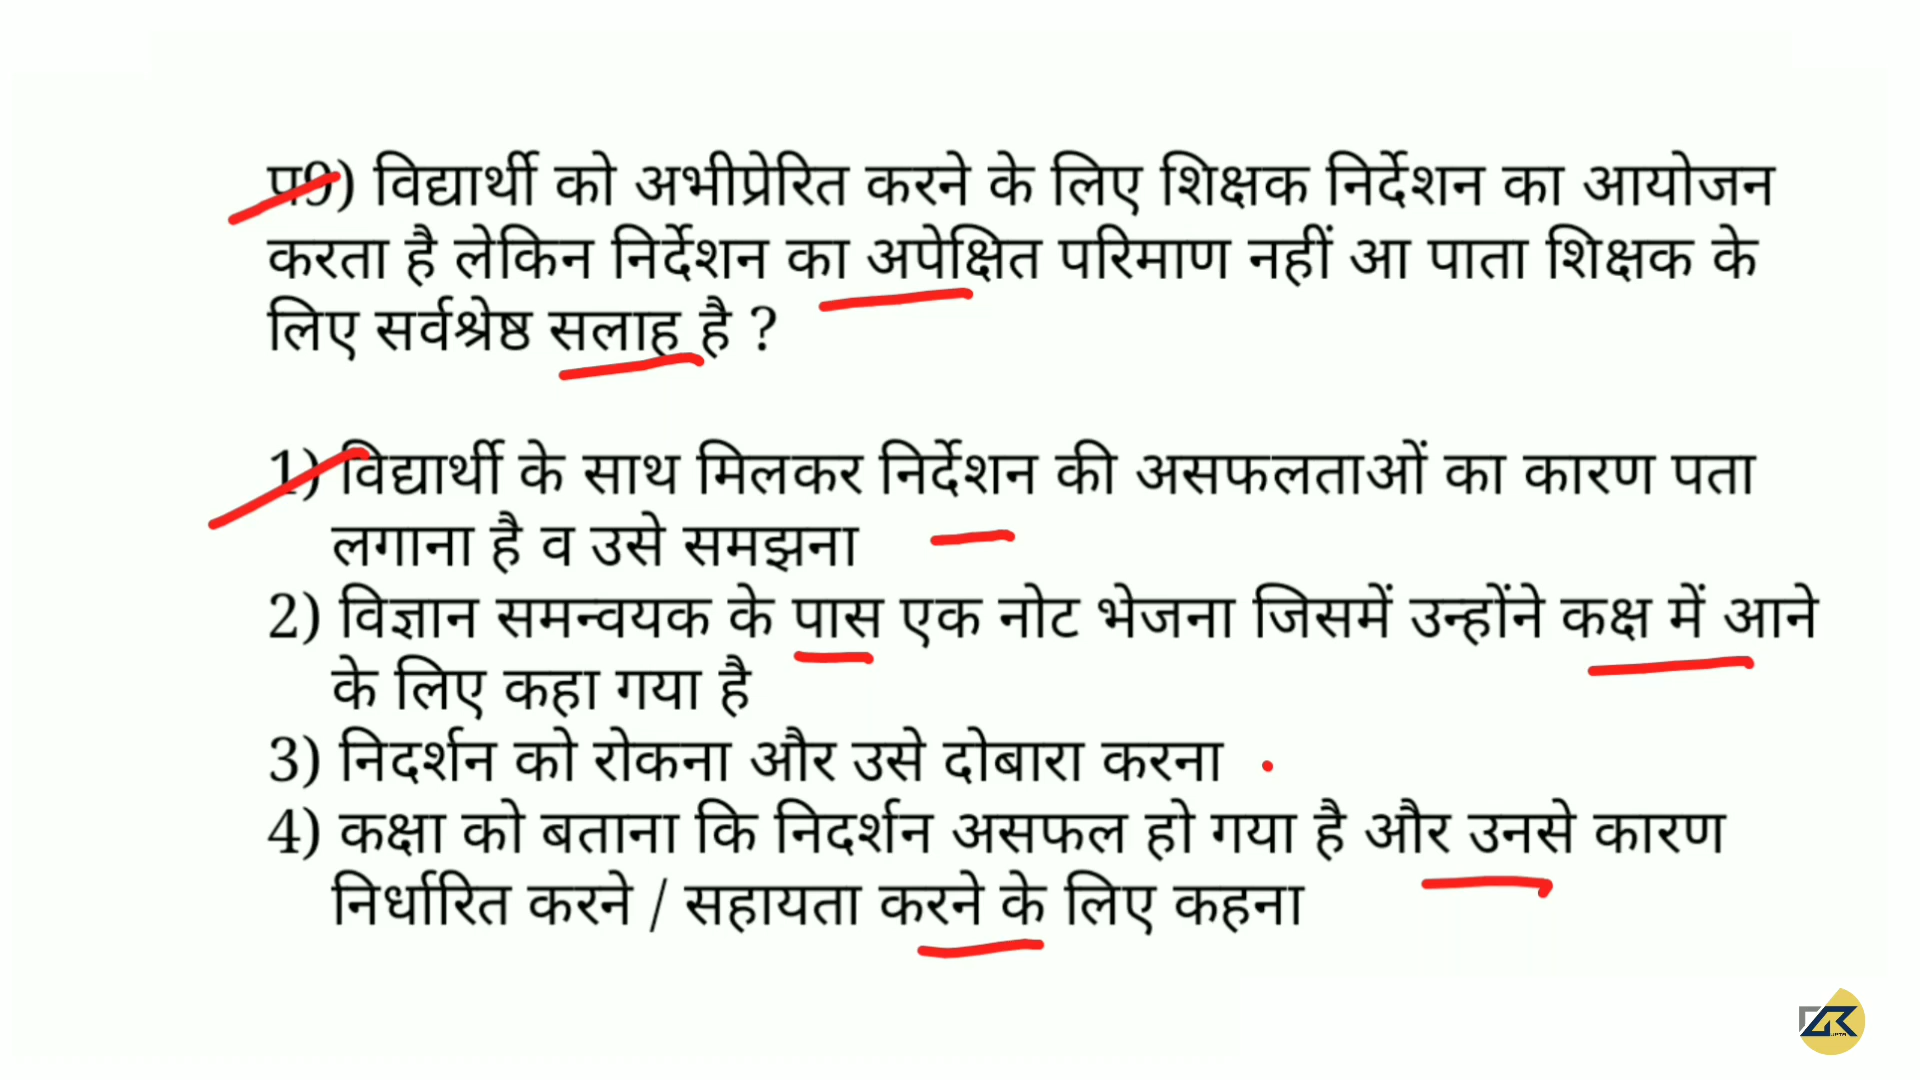 प9) विद्यार्थी को अभीप्रेरित करने के लिए शिक्षक निर्देशन का आयोजन
करता है लेकिन निर्देशन का अपेक्षित परिमाण नहीं आ पाता शिक्षक के
लिए सर्वश्रेष्ठ सलाह है ?
1) विद्यार्थी के साथ मिलकर निर्देशन की असफलताओं का कारण पता
लगाना है व उसे समझना
2) विज्ञान समन्वयक के पास एक नोट भेजना जिसमें उन्होंने कक्ष में आने
के लिए कहा गया है
3) निदर्शन को रोकना और उसे दोबारा करना
4) कक्षा को बताना कि निदर्शन असफल हो गया है और उनसे कारण
निर्धारित करने / सहायता करने के लिए कहना